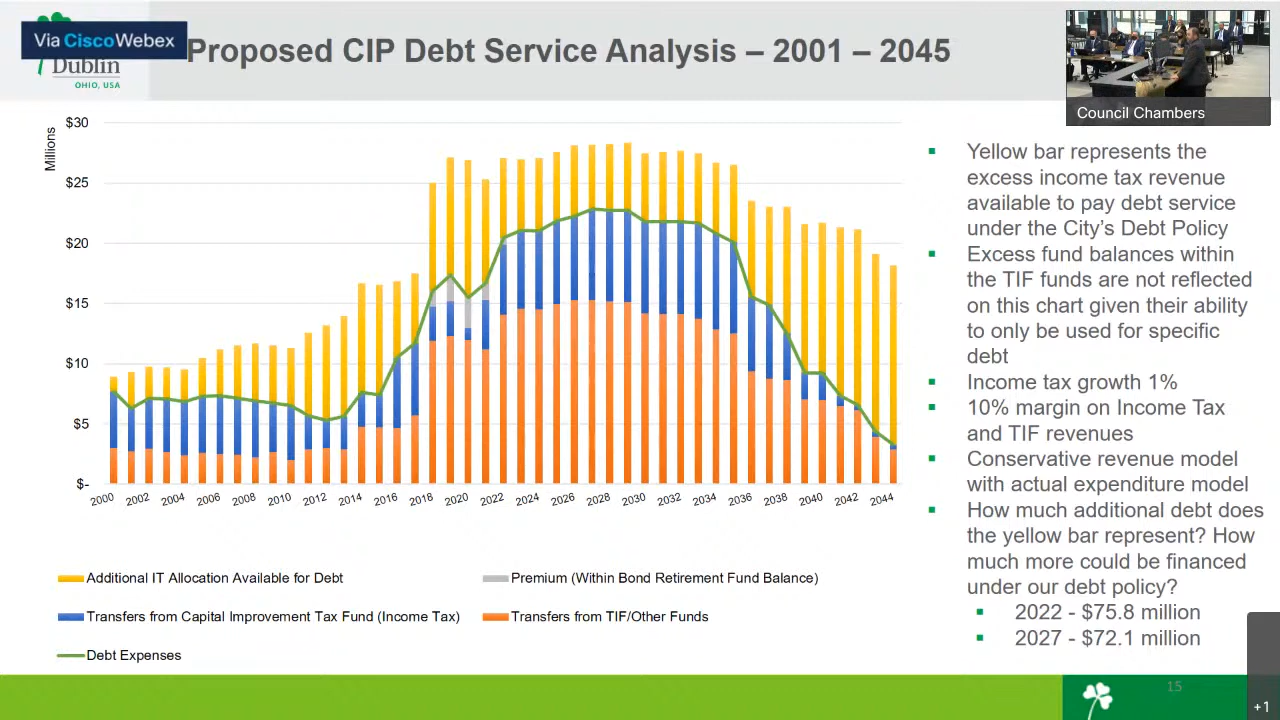 Via Cisco Webex
Dublin
OHIO, USA
Proposed CIP Debt Service Analysis – 2001 – 2045
Council Chambers
Millions
$30
$25
$20
$15
$10
$5
$-
2000 2002 2004 2006 2008 2010 2012 2014 2016 2018 2020 2022 2024 2026 2028 2030 2032 2034 2036 2038 2040 2042 2044
Additional IT Allocation Available for Debt
Premium (Within Bond Retirement Fund Balance)
Transfers from Capital Improvement Tax Fund (Income Tax)
Transfers from TIF/Other Funds
Debt Expenses
▪ Yellow bar represents the
excess income tax revenue
available to pay debt service
under the City’s Debt Policy
▪ Excess fund balances within
the TIF funds are not reflected
on this chart given their ability
to only be used for specific
debt
▪ Income tax growth 1%
▪ 10% margin on Income Tax
and TIF revenues
▪ Conservative revenue model
with actual expenditure model
▪ How much additional debt does
the yellow bar represent? How
much more could be financed
under our debt policy?
▪ 2022 - $75.8 million
▪ 2027 - $72.1 million
15
+1